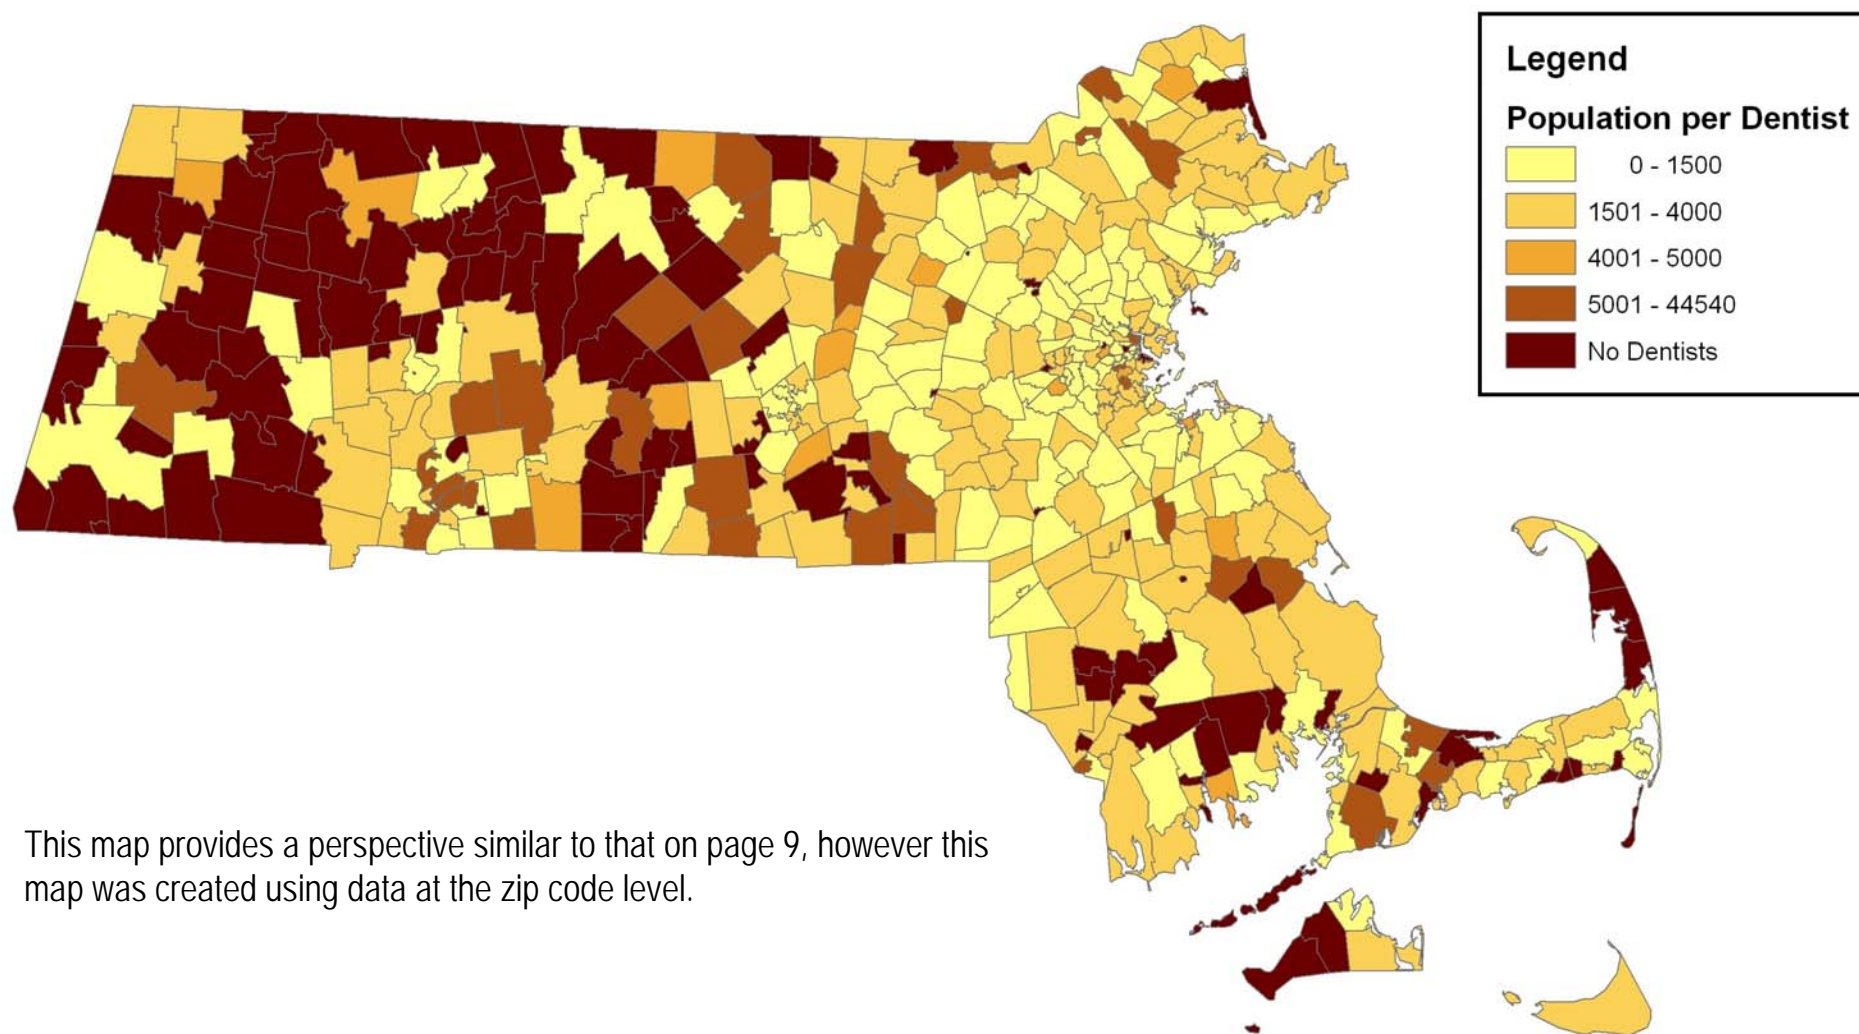 Legend
Population per Dentist
0 - 1500
1501 - 4000
4001 - 5000
5001 - 44540
No Dentists
This map provides a perspective similar to that on page 9, however this
map was created using data at the zip code level.